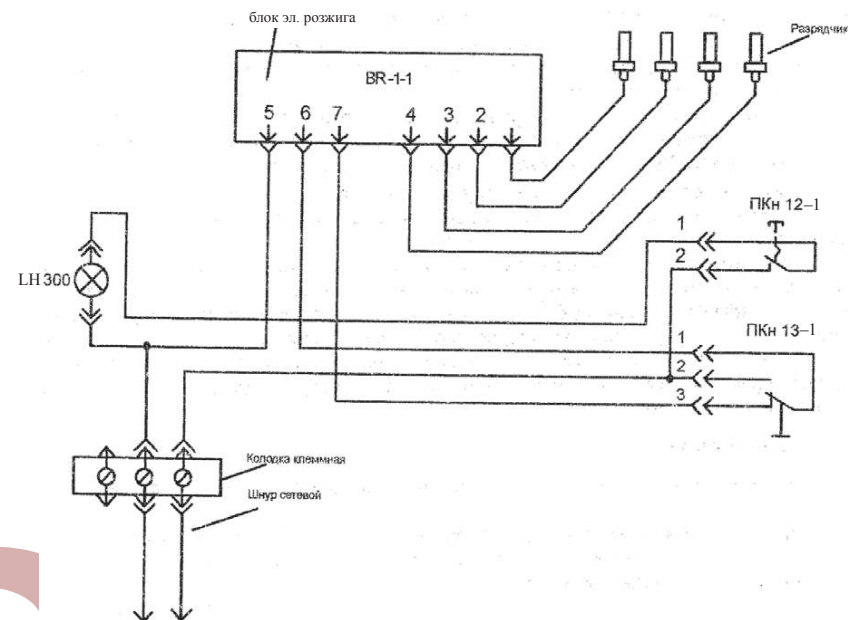 блок эл. розжига
Разрядчик
BR-1-1
5 6 7 4 3 2
ПКн 12-1
1
2
LH 300
ПКн 13-1
1
2
3
Колодка клеммная
Шнур сетевой